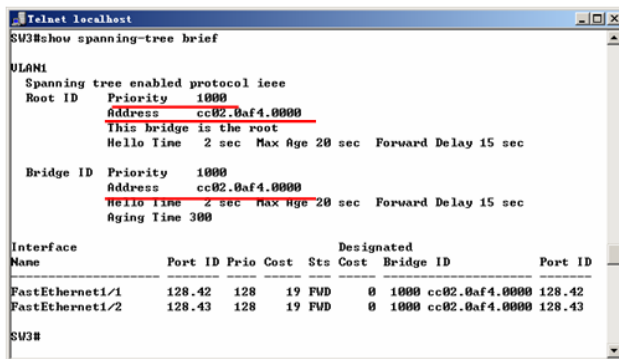 Telnet localhost
SW3#show spanning-tree brief
VLAN1
Spanning tree enabled protocol ieee
Root ID Priority 1000
Address cc02.0af4.0000
This bridge is the root
Hello Time 2 sec Max Age 20 sec Forward Delay 15 sec
Bridge ID Priority 1000
Address cc02.0af4.0000
Hello Time 2 sec Max Age 20 sec Forward Delay 15 sec
Aging Time 300
Interface Designated
Name Port ID Prio Cost Sts Cost Bridge ID Port ID
-------------------- ------- ---- ----- --- ----- -------------------- -------
FastEthernet1/1 128.42 128 19 FWD 0 1000 cc02.0af4.0000 128.42
FastEthernet1/2 128.43 128 19 FWD 0 1000 cc02.0af4.0000 128.43
SW3#